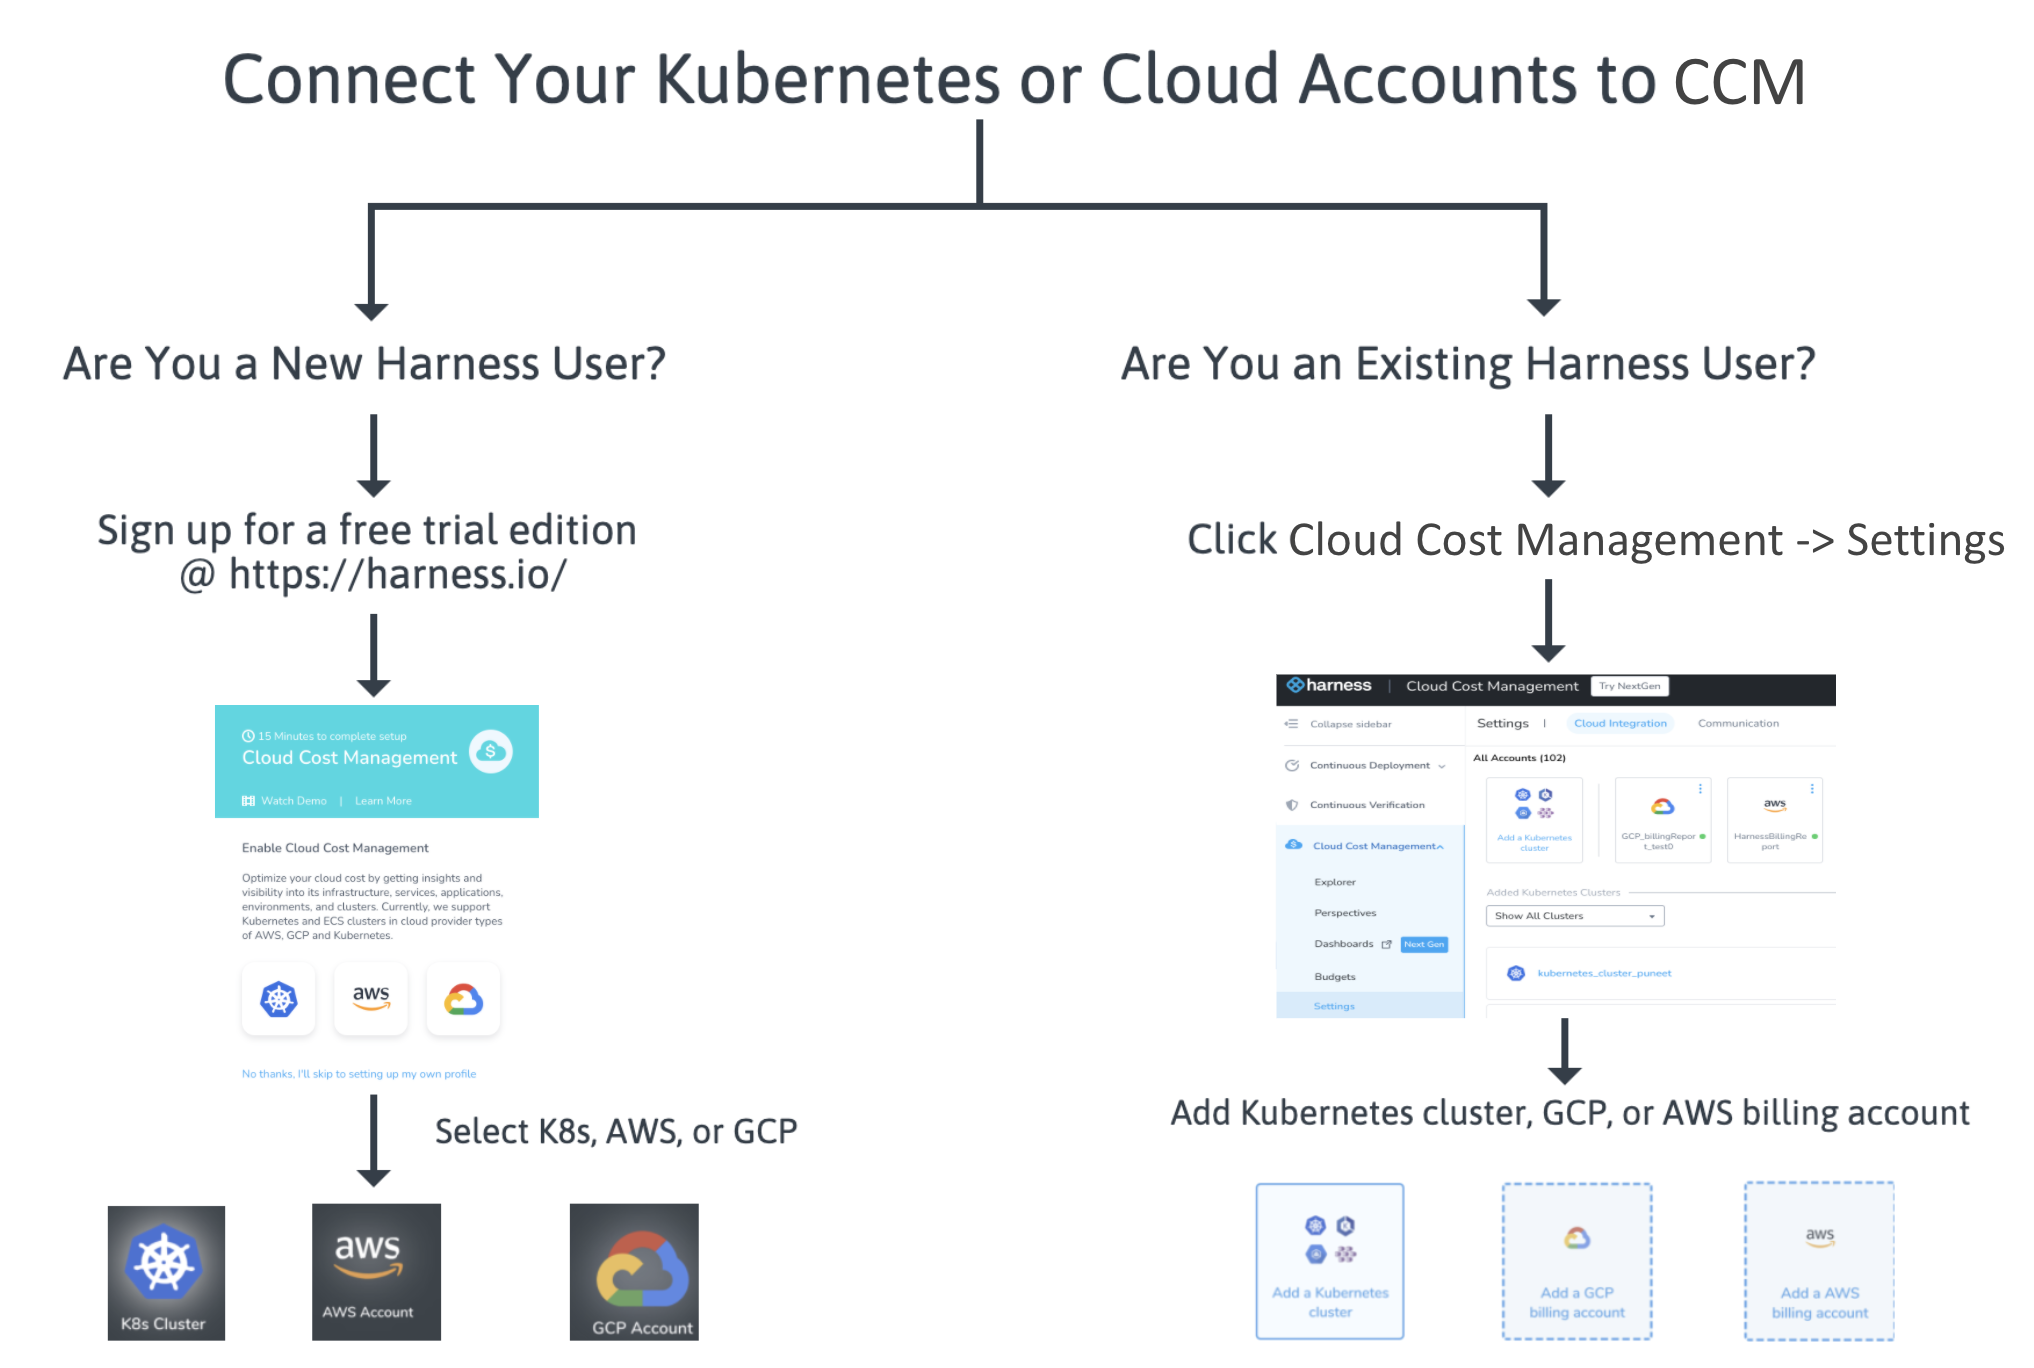 Connect Your Kubernetes or Cloud Accounts to CCM
Are You a New Harness User?
Sign up for a free trial edition
@ https://harness.io/
15 Minutes to complete setup
Cloud Cost Management
Watch Demo | Learn More
Enable Cloud Cost Management
Optimize your cloud cost by getting insights and
visibility into its infrastructure, services, applications,
environments, and clusters. Currently, we support
Kubernetes and ECS clusters in cloud provider types
of AWS, GCP and Kubernetes.
aws
No thanks, I'll skip to setting up my own profile
Select K8s, AWS, or GCP
K8s Cluster
aws
AWS Account
GCP Account
Are You an Existing Harness User?
Click Cloud Cost Management -> Settings
harness | Cloud Cost Management Try NextGen
Collapse sidebar
Continuous Deployment
Continuous Verification
Cloud Cost Management
Explorer
Perspectives
Dashboards Next Gen
Budgets
Settings
Settings | Cloud Integration Communication
All Accounts (102)
Add a Kubernetes
cluster
GCP_billingRepor
t_test0
aws
HarnessBillingRe
port
Added Kubernetes Clusters
Show All Clusters
kubernetes_cluster_puneet
Add Kubernetes cluster, GCP, or AWS billing account
Add a Kubernetes
cluster
Add a GCP
billing account
aws
Add a AWS
billing account